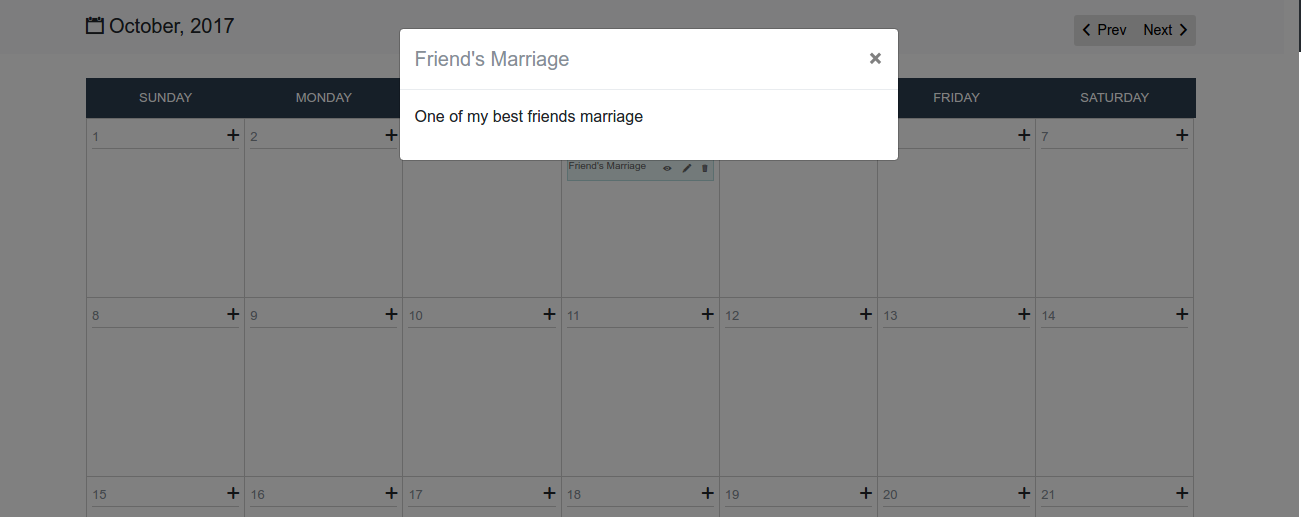 October, 2017
Prev Next
Friend's Marriage ×
One of my best friends marriage
SUNDAY MONDAY FRIDAY SATURDAY
1 + 2 + + 7 +
Friend's Marriage
8 + 9 + 10 + 11 + 12 + 13 + 14 +
15 + 16 + 17 + 18 + 19 + 20 + 21 +